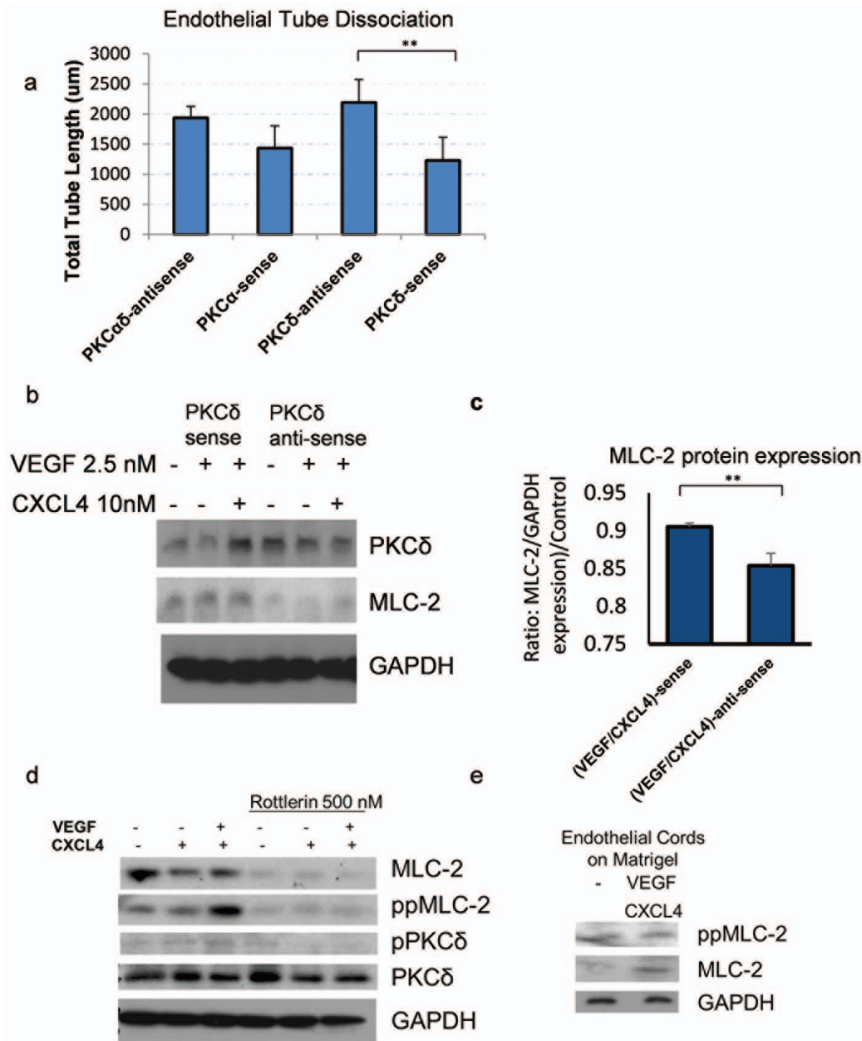 Endothelial Tube Dissociation
**
a
Total Tube Length (um)
3000
2500
2000
1500
1000
500
0
PKCαδ-antisense
PKCα-sense
PKCδ-antisense
PKCδ-sense
b
PKCδ sense
PKCδ anti-sense
VEGF 2.5 nM - + + - + +
CXCL4 10nM - - + - - +
PKCδ
MLC-2
GAPDH
c
MLC-2 protein expression
**
Ratio: MLC-2/GAPDH
expression)/Control
0.95
0.9
0.85
0.8
0.75
(VEGF/CXCL4)-sense
(VEGF/CXCL4)-anti-sense
d
Rottlerin 500 nM
VEGF - - + - - +
CXCL4 - + + - + +
MLC-2
ppMLC-2
pPKCδ
PKCδ
GAPDH
e
Endothelial Cords
on Matrigel
- VEGF
CXCL4
ppMLC-2
MLC-2
GAPDH